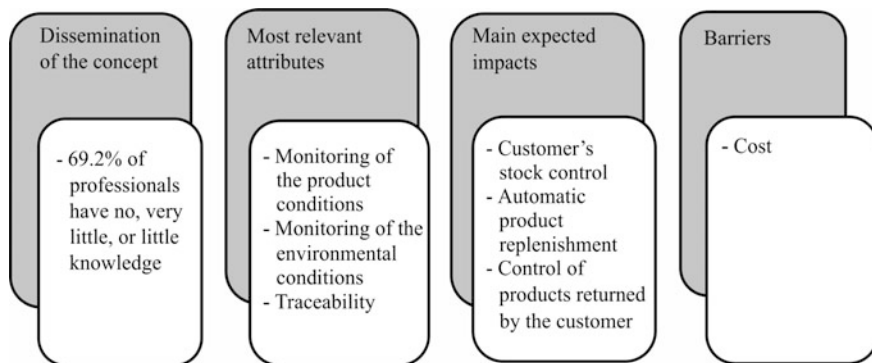 Dissemination
of the concept
- 69.2% of
professionals
have no, very
little, or little
knowledge
Most relevant
attributes
- Monitoring of
the product
conditions
- Monitoring of the
environmental
conditions
- Traceability
Main expected
impacts
- Customer's
stock control
- Automatic
product
replenishment
- Control of
products returned
by the customer
Barriers
- Cost